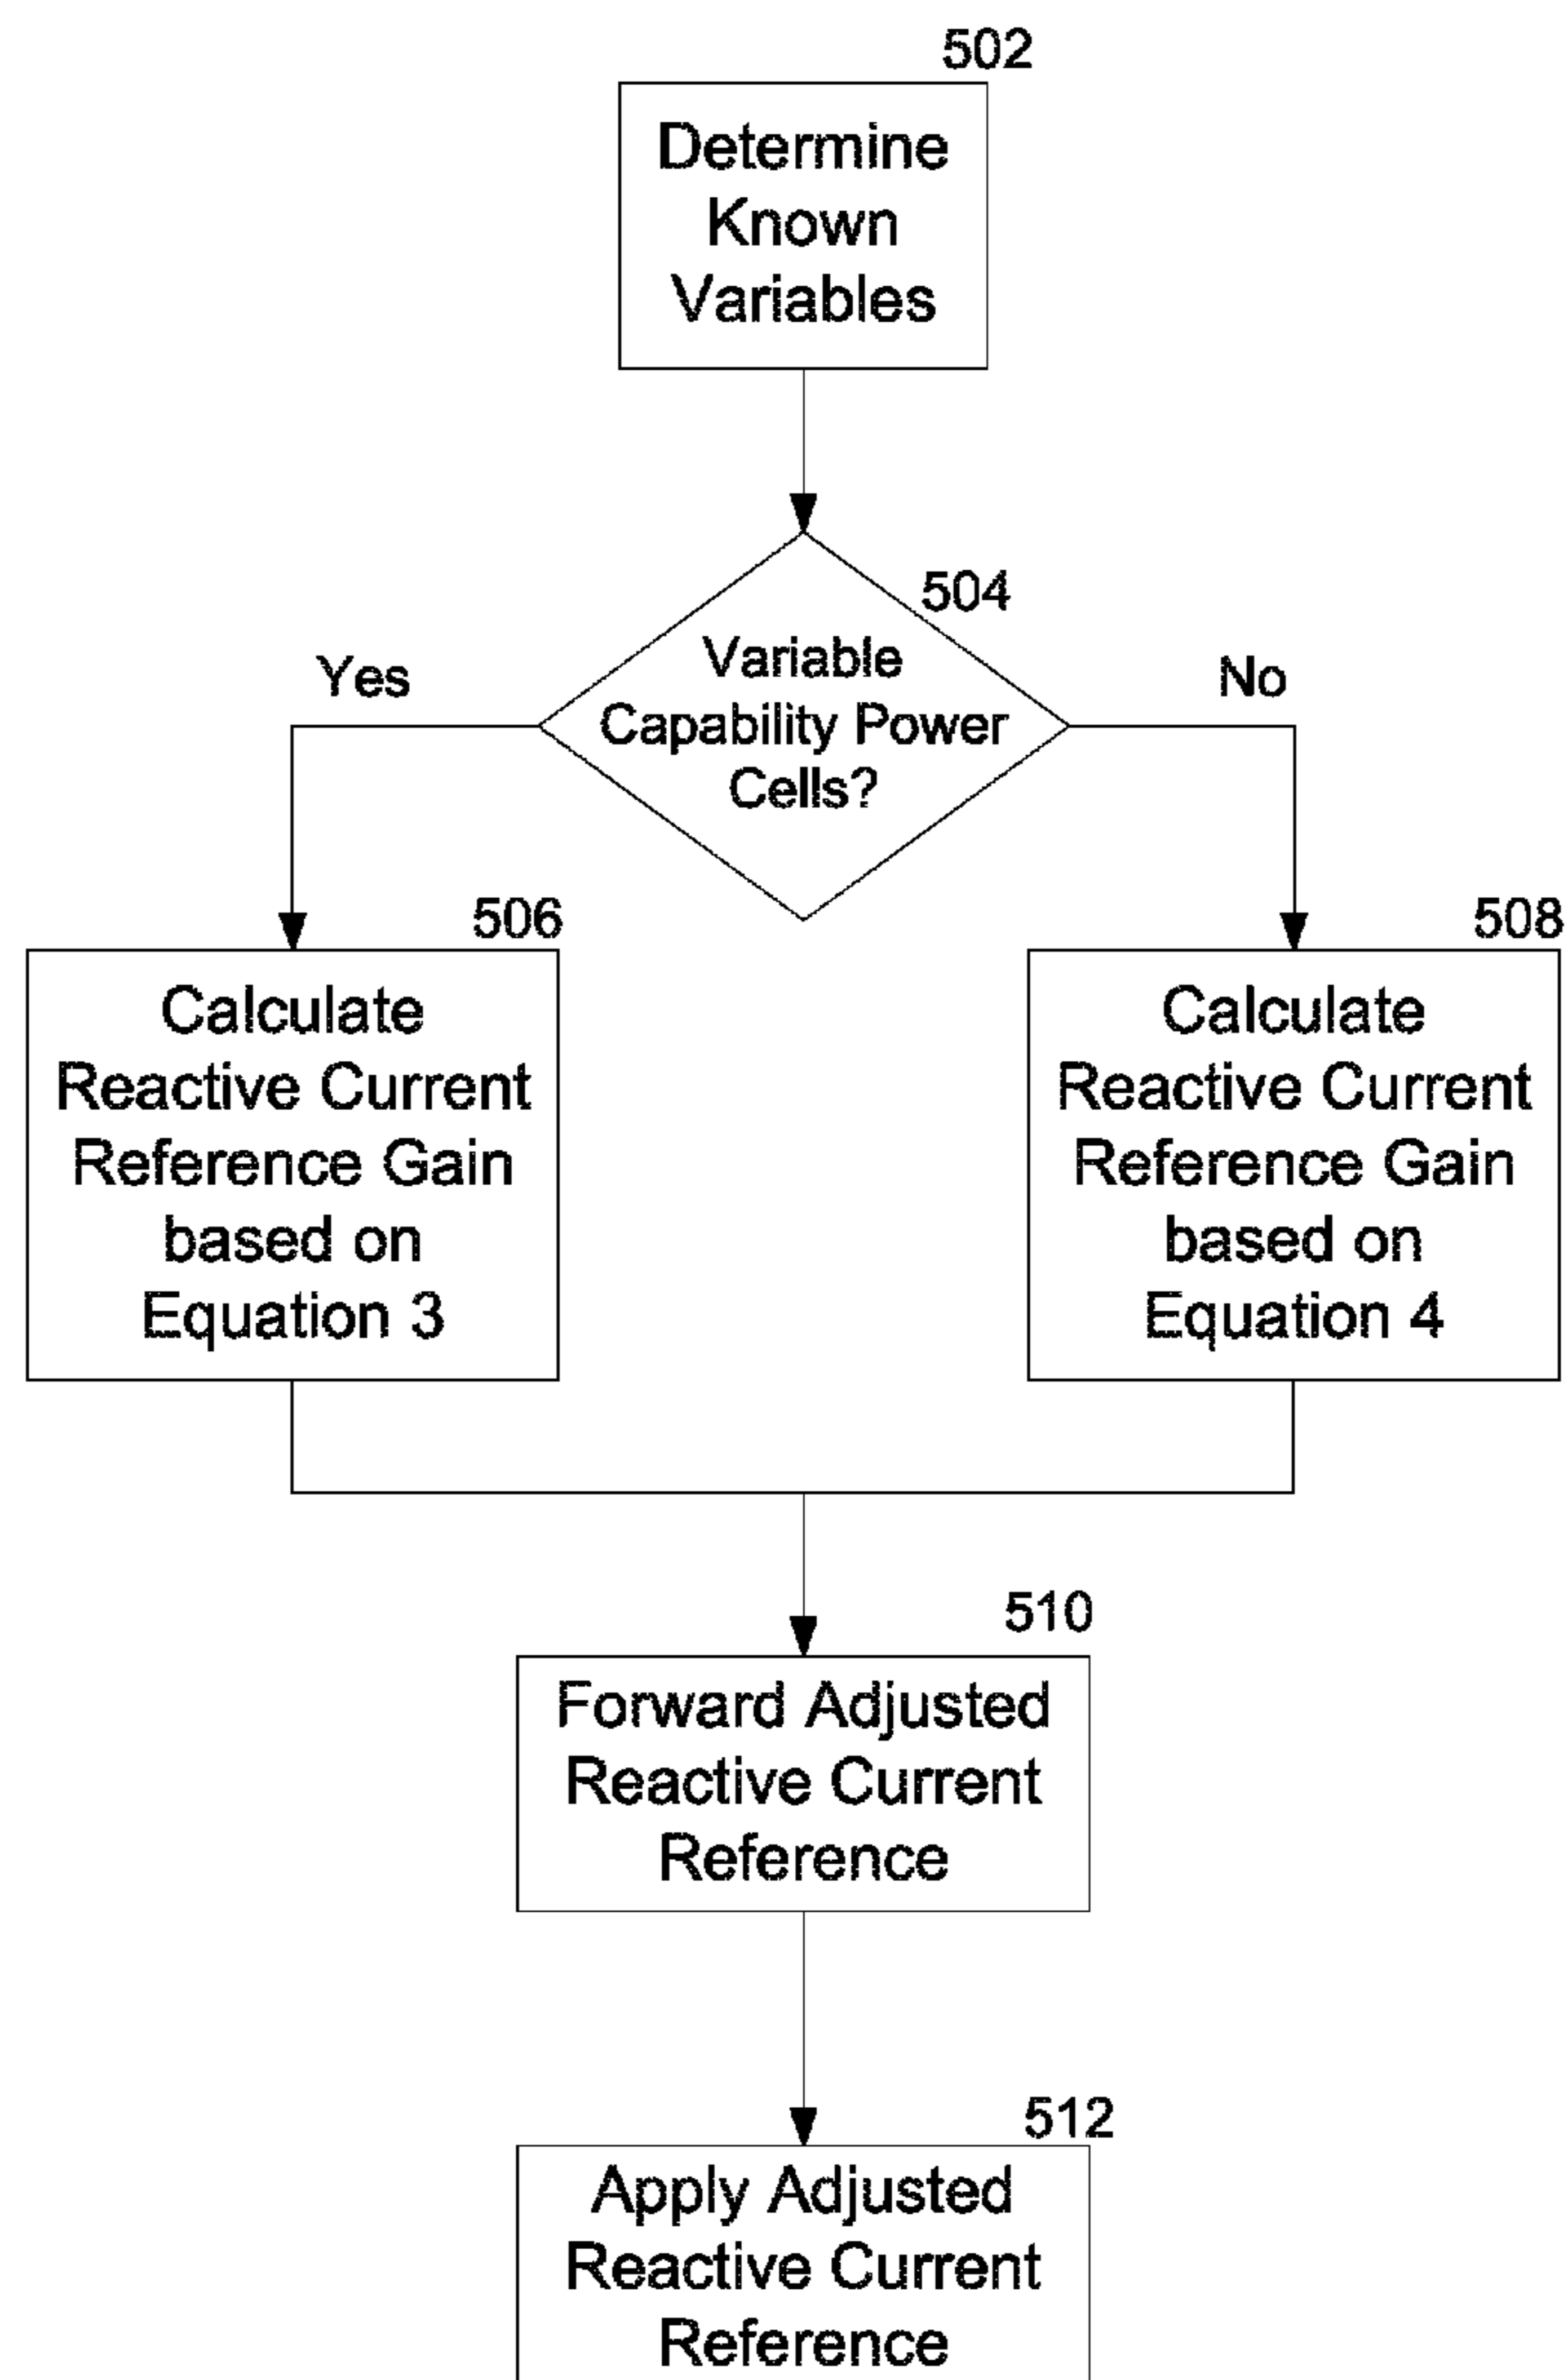 502
Determine
Known
Variables
504
Variable
Capability Power
Cells?
Yes
No
506
Calculate
Reactive Current
Reference Gain
based on
Equation 3
508
Calculate
Reactive Current
Reference Gain
based on
Equation 4
510
Forward Adjusted
Reactive Current
Reference
512
Apply Adjusted
Reactive Current
Reference